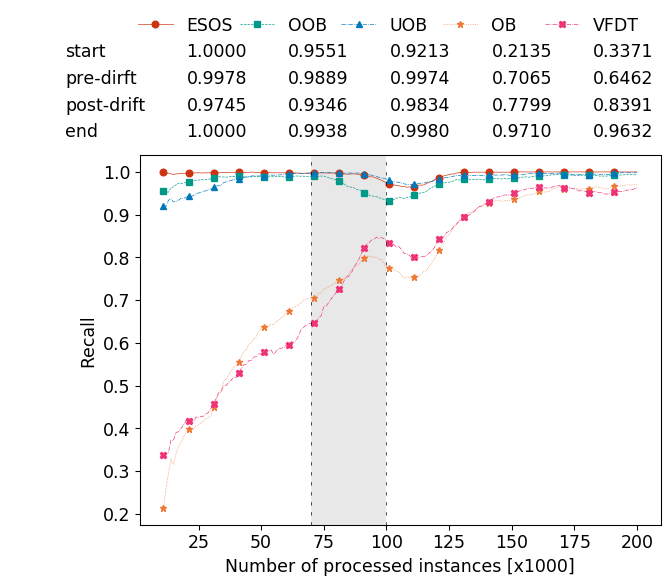 ESOS OOB UOB OB VFDT
start 1.0000 0.9551 0.9213 0.2135 0.3371
pre-dirft 0.9978 0.9889 0.9974 0.7065 0.6462
post-drift 0.9745 0.9346 0.9834 0.7799 0.8391
end 1.0000 0.9938 0.9980 0.9710 0.9632
1.0
0.9
0.8
0.7
0.6
0.5
0.4
0.3
0.2
Recall
25 50 75 100 125 150 175 200
Number of processed instances [x1000]